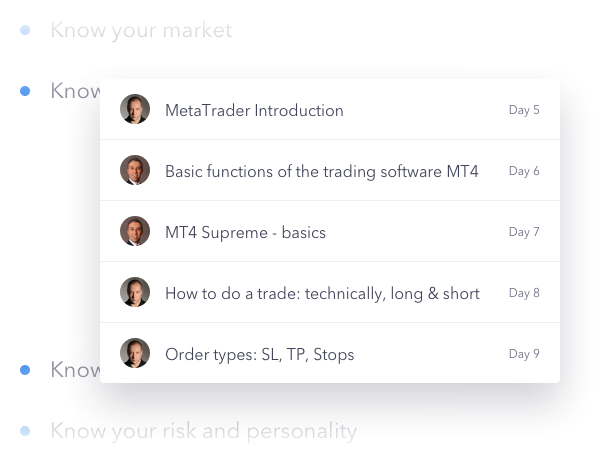 Know your market
Know
MetaTrader Introduction Day 5
Basic functions of the trading software MT4 Day 6
MT4 Supreme - basics Day 7
How to do a trade: technically, long & short Day 8
Order types: SL, TP, Stops Day 9
Know
Know your risk and personality